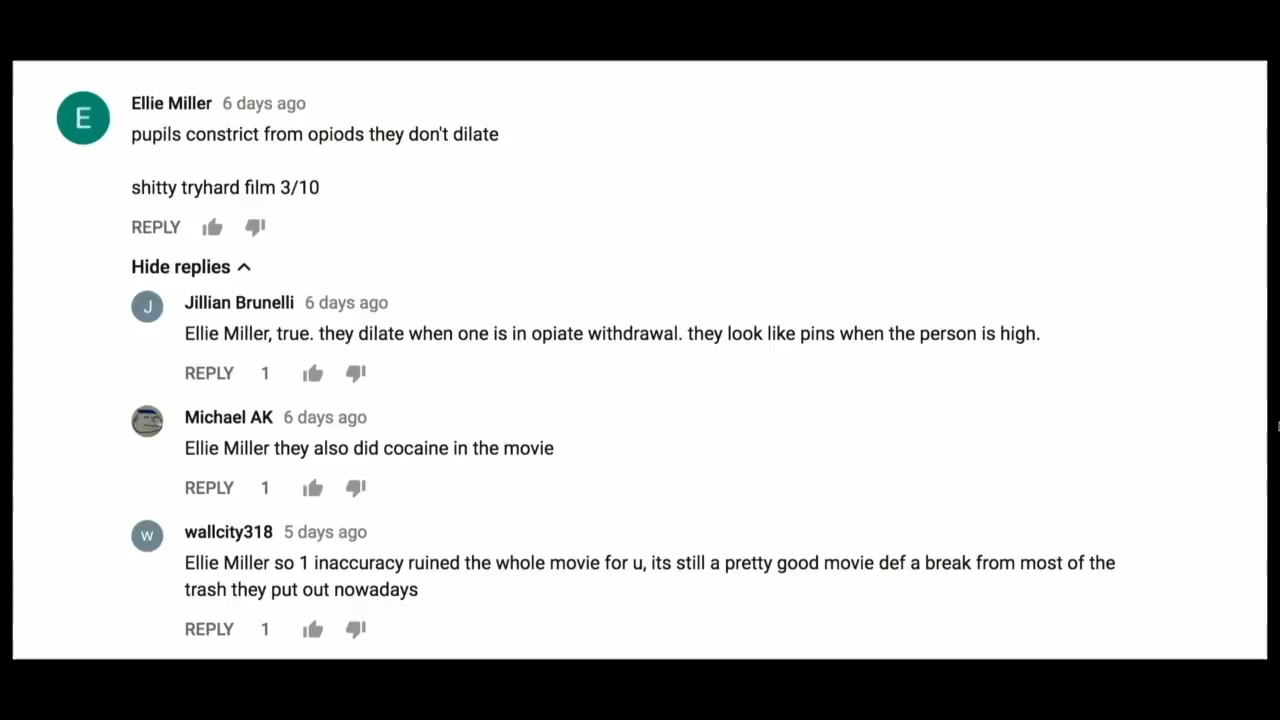 E
Ellie Miller 6 days ago
pupils constrict from opiods they don't dilate
shitty tryhard film 3/10
REPLY
Hide replies
J
Jillian Brunelli 6 days ago
Ellie Miller, true. they dilate when one is in opiate withdrawal. they look like pins when the person is high.
REPLY 1
Michael AK 6 days ago
Ellie Miller they also did cocaine in the movie
REPLY 1
W
wallcity318 5 days ago
Ellie Miller so 1 inaccuracy ruined the whole movie for u, its still a pretty good movie def a break from most of the
trash they put out nowadays
REPLY 1